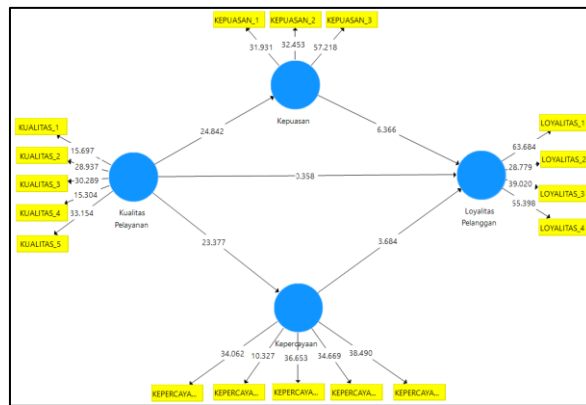 KEPUASAN_1 KEPUASAN_2 KEPUASAN_3
31.931 32.453 57.218
Kepuasan
24.842 6.366
KUALITAS_1
KUALITAS_2
KUALITAS_3
KUALITAS_4
KUALITAS_5
15.697
28.937
30.289
15.304
33.154
Kualitas
Pelayanan
0.358
LOYALITAS_1
LOYALITAS_2
LOYALITAS_3
LOYALITAS_4
63.684
28.779
39.020
55.398
Loyalitas
Pelanggan
23.377 3.684
Kepercayaan
34.062 10.327 36.653 34.669 38.490
KEPERCAYA... KEPERCAYA... KEPERCAYA... KEPERCAYA... KEPERCAYA...